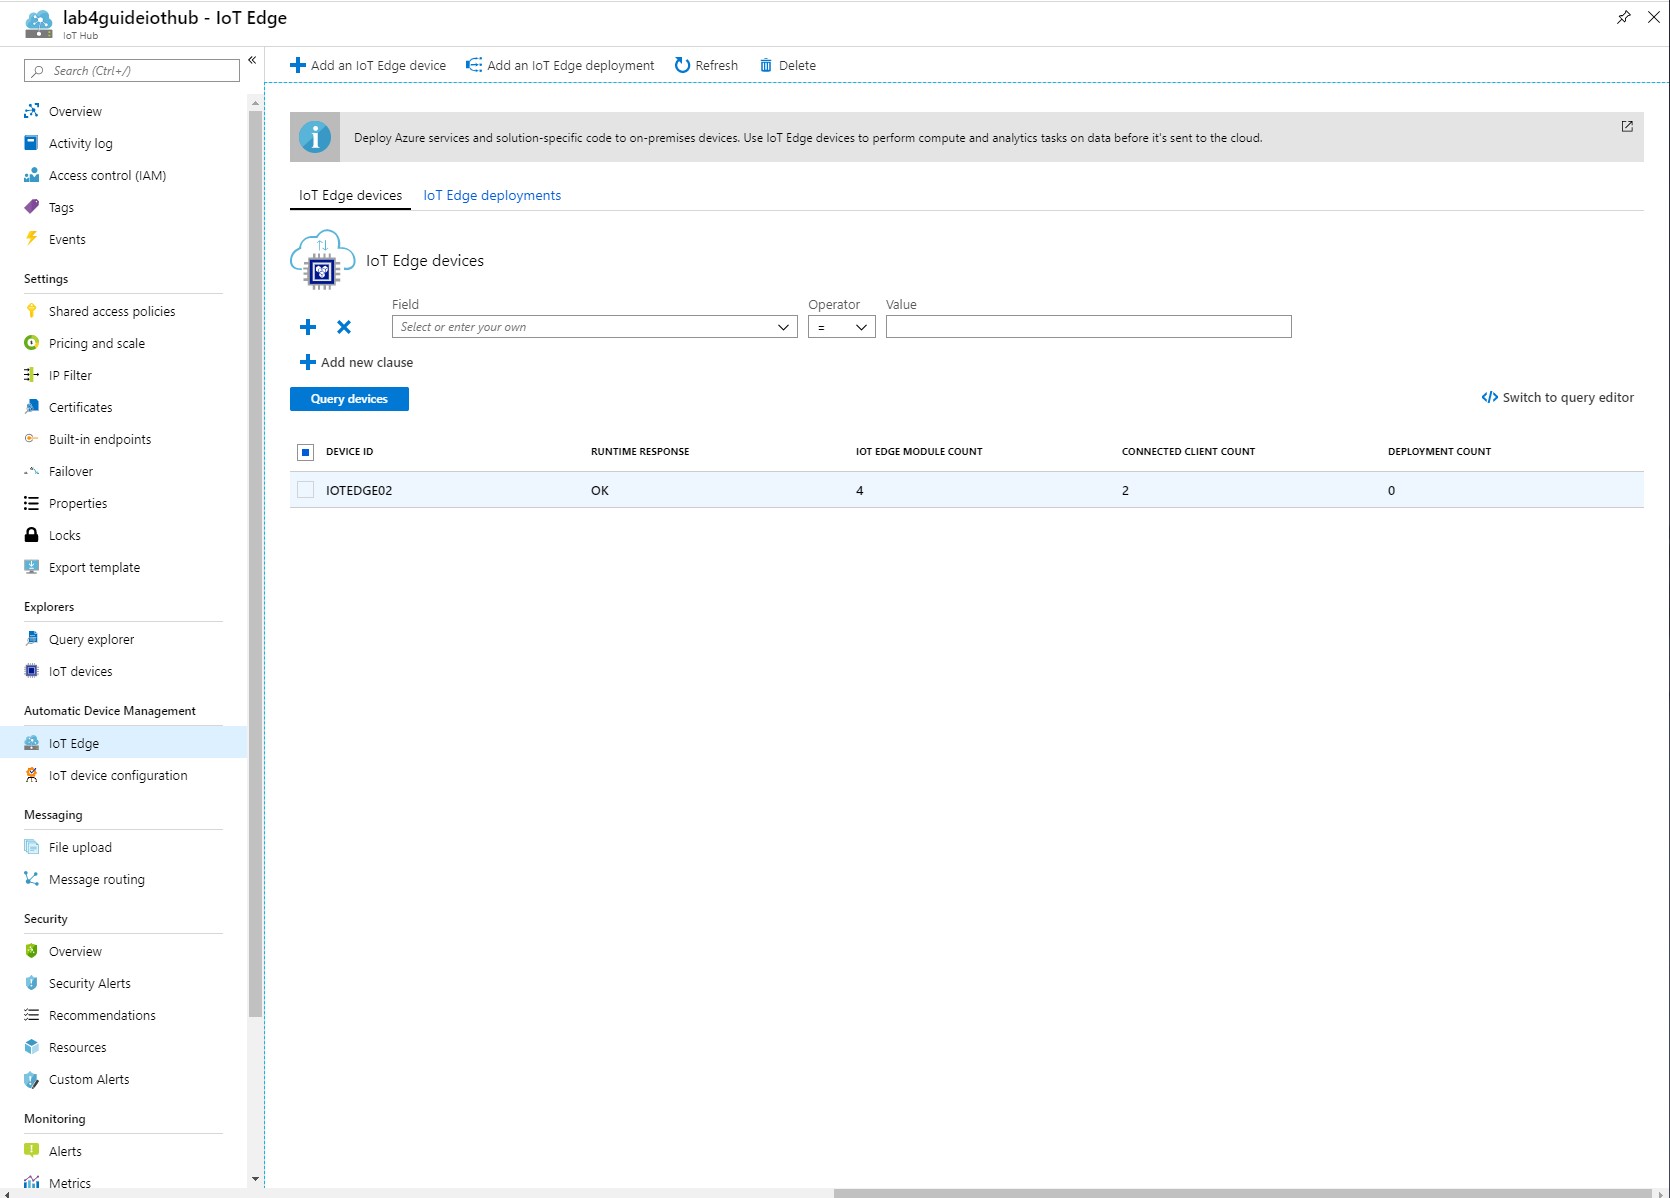 lab4guideiothub - IoT Edge
IoT Hub
Search (Ctrl+/)
Overview
Activity log
Access control (IAM)
Tags
Events
Settings
Shared access policies
Pricing and scale
IP Filter
Certificates
Built-in endpoints
Failover
Properties
Locks
Export template
Explorers
Query explorer
IoT devices
Automatic Device Management
IoT Edge
IoT device configuration
Messaging
File upload
Message routing
Security
Overview
Security Alerts
Recommendations
Resources
Custom Alerts
Monitoring
Alerts
Metrics
Add an IoT Edge device
Add an IoT Edge deployment
Refresh
Delete
Deploy Azure services and solution-specific code to on-premises devices. Use IoT Edge devices to perform compute and analytics tasks on data before it's sent to the cloud.
IoT Edge devices
IoT Edge deployments
IoT Edge devices
Field Operator Value
Select or enter your own =
Add new clause
Query devices
Switch to query editor
DEVICE ID RUNTIME RESPONSE IOT EDGE MODULE COUNT CONNECTED CLIENT COUNT DEPLOYMENT COUNT
IOTEDGE02 OK 4 2 0